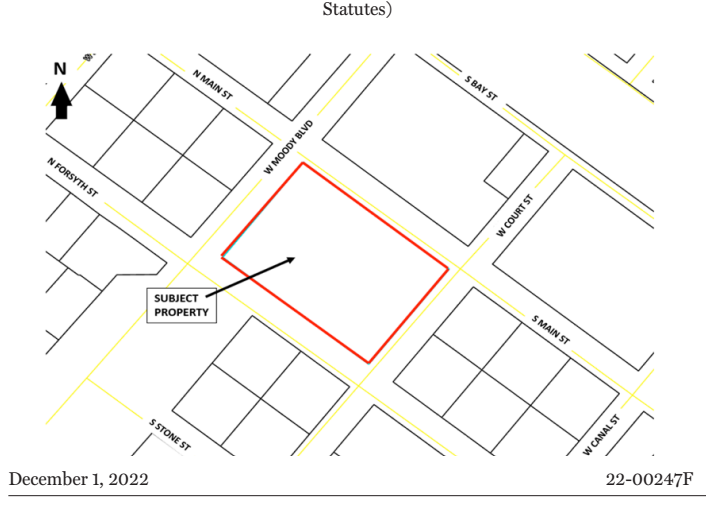 Statutes)
N
N MAIN ST
S BAY ST
N FORSYTH ST
W MOODY BLVD
W COURT ST
SUBJECT
PROPERTY
S MAIN ST
S STONE ST
W CANAL ST
December 1, 2022 22-00247F